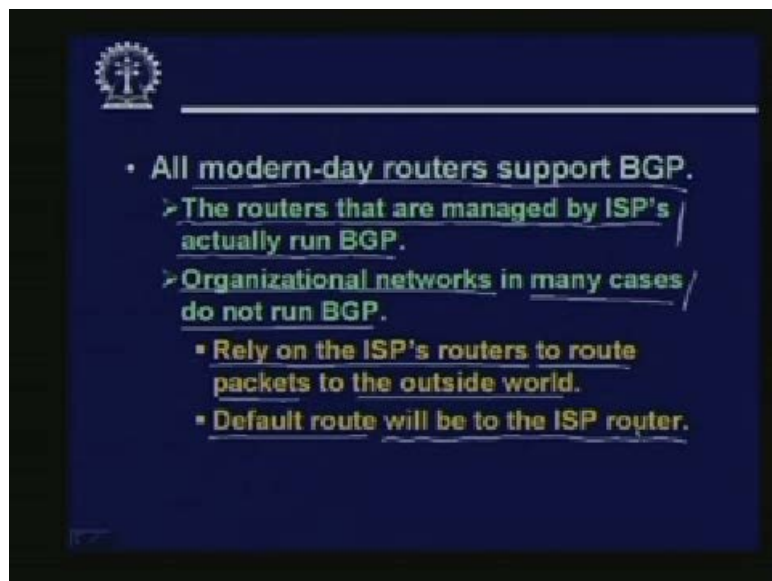 • All modern-day routers support BGP.
➢The routers that are managed by ISP's
actually run BGP.
➢Organizational networks in many cases
do not run BGP.
▪ Rely on the ISP's routers to route
packets to the outside world.
▪ Default route will be to the ISP router.